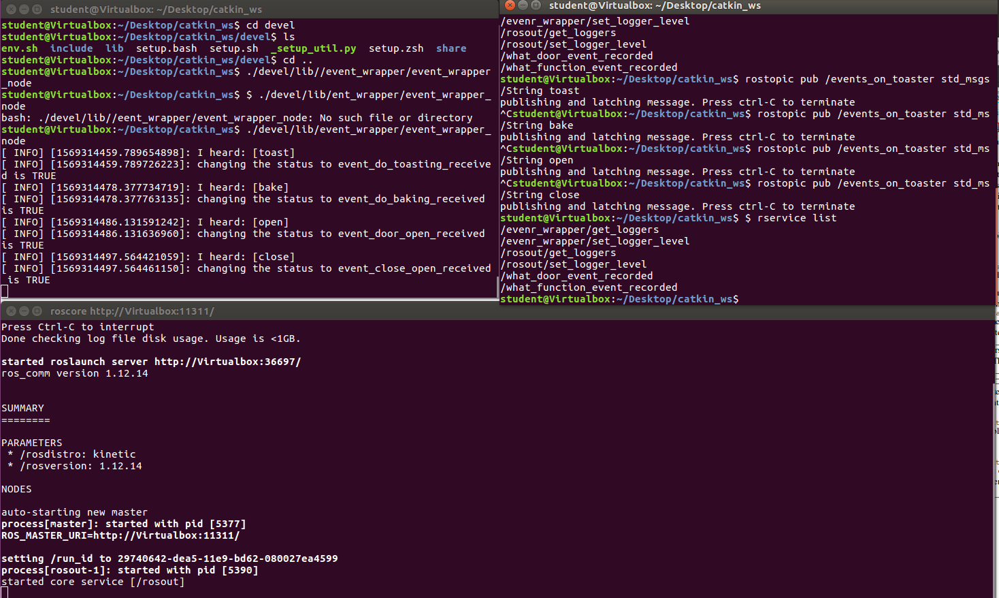 student@Virtualbox: ~/Desktop/catkin_ws
student@Virtualbox:~/Desktop/catkin_ws$ cd devel
student@Virtualbox:~/Desktop/catkin_ws/devel$ ls
env.sh  include  lib  setup.bash  setup.sh  _setup_util.py  setup.zsh  share
student@Virtualbox:~/Desktop/catkin_ws/devel$ cd ..
student@Virtualbox:~/Desktop/catkin_ws$ ./devel/lib//event_wrapper/event_wrapper
_node
student@Virtualbox:~/Desktop/catkin_ws$ $ ./devel/lib/ent_wrapper/event_wrapper_
node
bash: ./devel/lib//eent_wrapper/event_wrapper_node: No such file or directory
student@Virtualbox:~/Desktop/catkin_ws$ ./devel/lib/event_wrapper/event_wrapper_
node
[ INFO] [1569314459.789654898]: I heard: [toast]
[ INFO] [1569314459.789726223]: changing the status to event_do_toasting_receive
d is TRUE
[ INFO] [1569314478.377734719]: I heard: [bake]
[ INFO] [1569314478.377763135]: changing the status to event_do_baking_received
is TRUE
[ INFO] [1569314486.131591242]: I heard: [open]
[ INFO] [1569314486.131636960]: changing the status to event_door_open_received
is TRUE
[ INFO] [1569314497.564421059]: I heard: [close]
[ INFO] [1569314497.564461150]: changing the status to event_close_open_received
_is TRUE
student@Virtualbox: ~/Desktop/catkin_ws
/evenr_wrapper/set_logger_level
/rosout/get_loggers
/rosout/set_logger_level
/what_door_event_recorded
/what_function_event_recorded
student@Virtualbox:~/Desktop/catkin_ws$ rostopic pub /events_on_toaster std_msgs
/String toast
publishing and latching message. Press ctrl-C to terminate
^Cstudent@Virtualbox:~/Desktop/catkin_ws$ rostopic pub /events_on_toaster std_ms
/String bake
publishing and latching message. Press ctrl-C to terminate
^Cstudent@Virtualbox:~/Desktop/catkin_ws$ rostopic pub /events_on_toaster std_ms
/String open
publishing and latching message. Press ctrl-C to terminate
^Cstudent@Virtualbox:~/Desktop/catkin_ws$ rostopic pub /events_on_toaster std_ms
/String close
publishing and latching message. Press ctrl-C to terminate
student@Virtualbox:~/Desktop/catkin_ws$ $ rservice list
/evenr_wrapper/get_loggers
/evenr_wrapper/set_logger_level
/rosout/get_loggers
/rosout/set_logger_level
/what_door_event_recorded
/what_function_event_recorded
student@Virtualbox:~/Desktop/catkin_ws$
roscore http://Virtualbox:11311/
Press Ctrl-C to interrupt
Done checking log file disk usage. Usage is <1GB.
started roslaunch server http://Virtualbox:36697/
ros_comm version 1.12.14
SUMMARY
========
PARAMETERS
 * /rosdistro: kinetic
 * /rosversion: 1.12.14
NODES
auto-starting new master
process[master]: started with pid [5377]
ROS_MASTER_URI=http://Virtualbox:11311/
setting /run_id to 29740642-dea5-11e9-bd62-080027ea4599
process[rosout-1]: started with pid [5390]
started core service [/rosout]